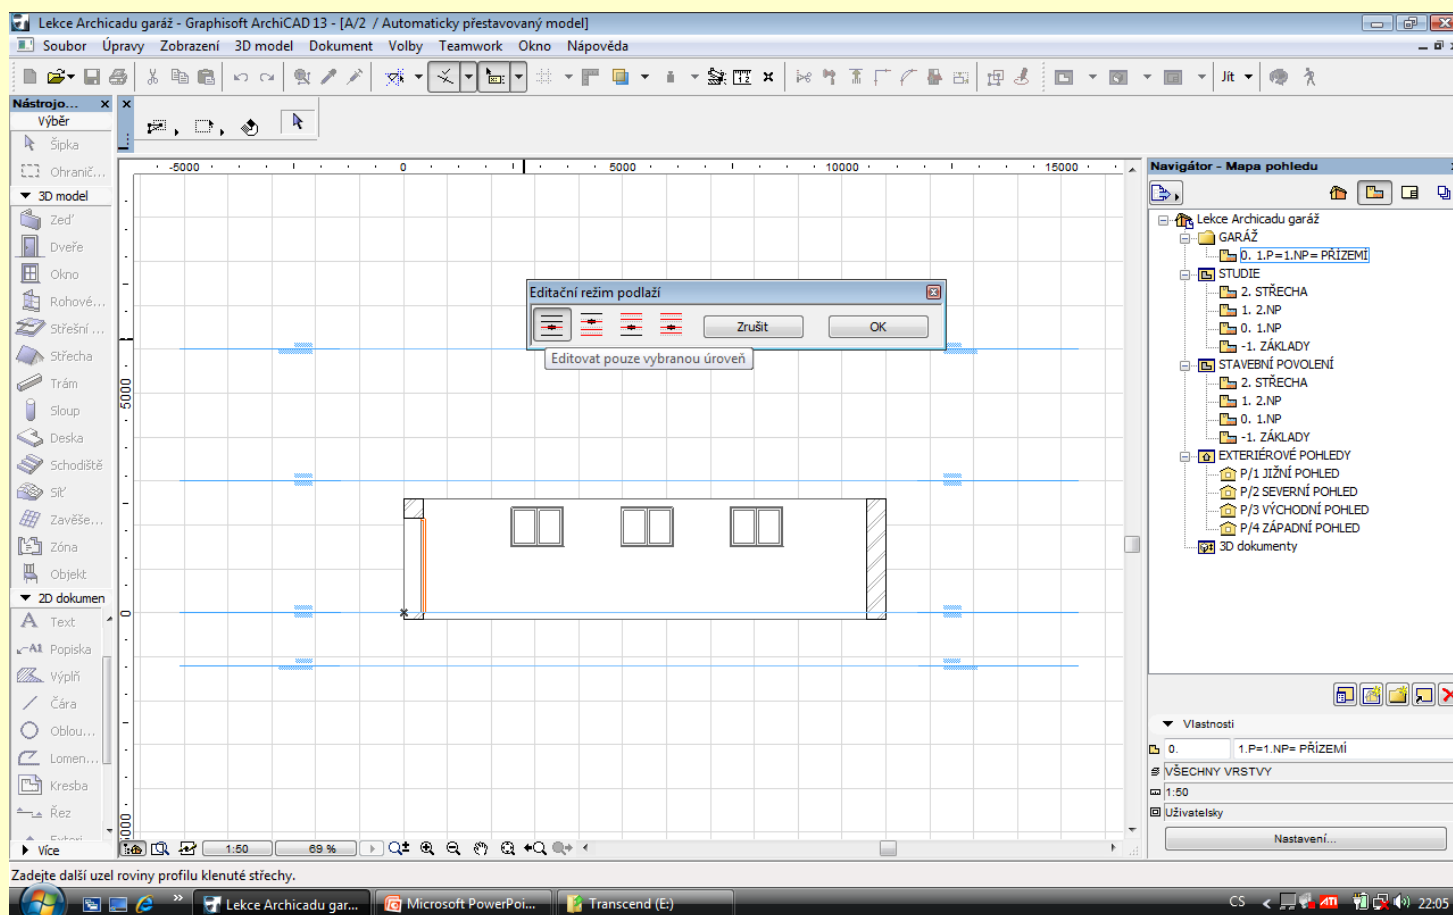 Lekce Archicadu garáž - Graphisoft ArchiCAD 13 - [A/2 / Automaticky přestavovaný model]
Soubor Úpravy Zobrazení 3D model Dokument Volby Teamwork Okno Nápověda
Jít
Nástrojo...
Výběr
Šipka
Ohranič...
3D model
Zeď
Dveře
Okno
Rohové...
Střešní ...
Střecha
Trám
Sloup
Deska
Schodiště
Síť
Zavěše...
Zóna
Objekt
2D dokumen
Text
A1 Popiska
Výplň
Čára
Oblou...
Lomen...
Kresba
Řez
Více
-5000 0 5000 10000 15000
5000
0
Editační režim podlaží
Zrušit OK
Editovat pouze vybranou úroveň
Navigátor - Mapa pohledu
Lekce Archicadu garáž
GARÁŽ
0. 1.P=1.NP= PŘÍZEMÍ
STUDIE
2. STŘECHA
1. 2.NP
0. 1.NP
-1. ZÁKLADY
STAVEBNÍ POVOLENÍ
2. STŘECHA
1. 2.NP
0. 1.NP
-1. ZÁKLADY
EXTERIÉROVÉ POHLEDY
P/1 JIŽNÍ POHLED
P/2 SEVERNÍ POHLED
P/3 VÝCHODNÍ POHLED
P/4 ZÁPADNÍ POHLED
3D dokumenty
Vlastnosti
0. 1.P=1.NP= PŘÍZEMÍ
VŠECHNY VRSTVY
1:50
Uživatelsky
Nastavení...
1:50 69 %
Zadejte další uzel roviny profilu klenuté střechy.
Lekce Archicadu gar... Microsoft PowerPoi... Transcend (E:) CS ATI 22:05